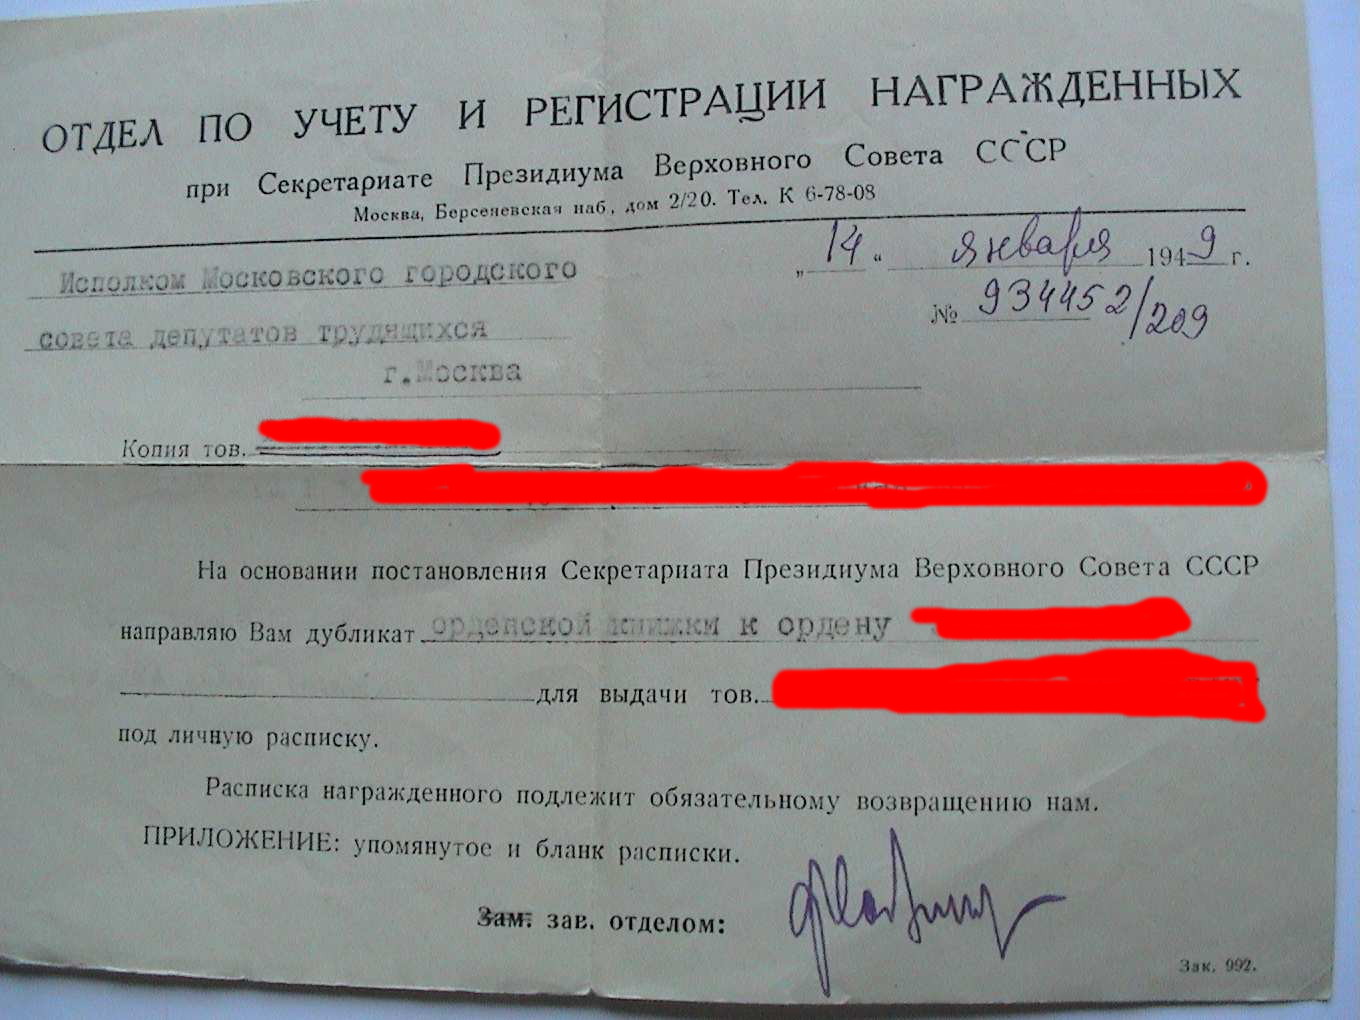 ОТДЕЛ ПО УЧЕТУ И РЕГИСТРАЦИИ НАГРАЖДЕННЫХ
при Секретариате Президиума Верховного Совета СССР
Москва, Берсеневская наб., дом 2/20. Тел. К 6-78-08
„14“ января 1949 г.
Исполком Московского городского
№ 934452/209
совета депутатов трудящихся
г.Москва
Копия тов.
На основании постановления Секретариата Президиума Верховного Совета СССР
направляю Вам дубликат орденской книжки к ордену
для выдачи тов.
под личную расписку.
Расписка награжденного подлежит обязательному возвращению нам.
ПРИЛОЖЕНИЕ: упомянутое и бланк расписки.
Зам. зав. отделом:
Зак. 992.